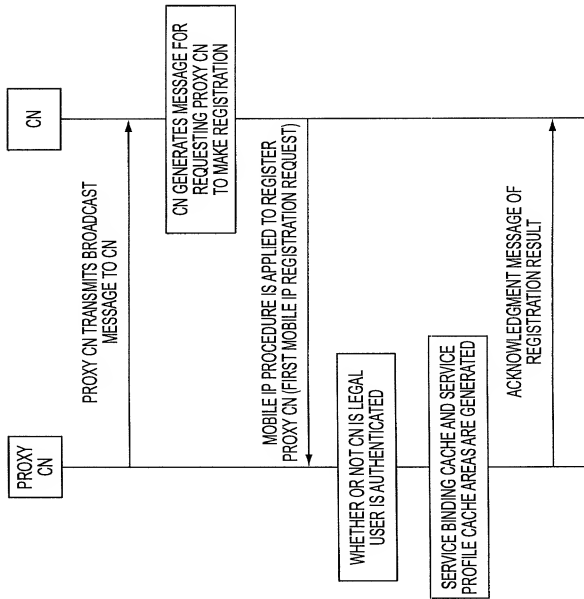 PROXY
CN
CN
PROXY CN TRANSMITS BROADCAST
MESSAGE TO CN
CN GENERATES MESSAGE FOR
REQUESTING PROXY CN
TO MAKE REGISTRATION
MOBILE IP PROCEDURE IS APPLIED TO REGISTER
PROXY CN (FIRST MOBILE IP REGISTRATION REQUEST)
WHETHER OR NOT CN IS LEGAL
USER IS AUTHENTICATED
SERVICE BINDING CACHE AND SERVICE
PROFILE CACHE AREAS ARE GENERATED
ACKNOWLEDGMENT MESSAGE OF
REGISTRATION RESULT